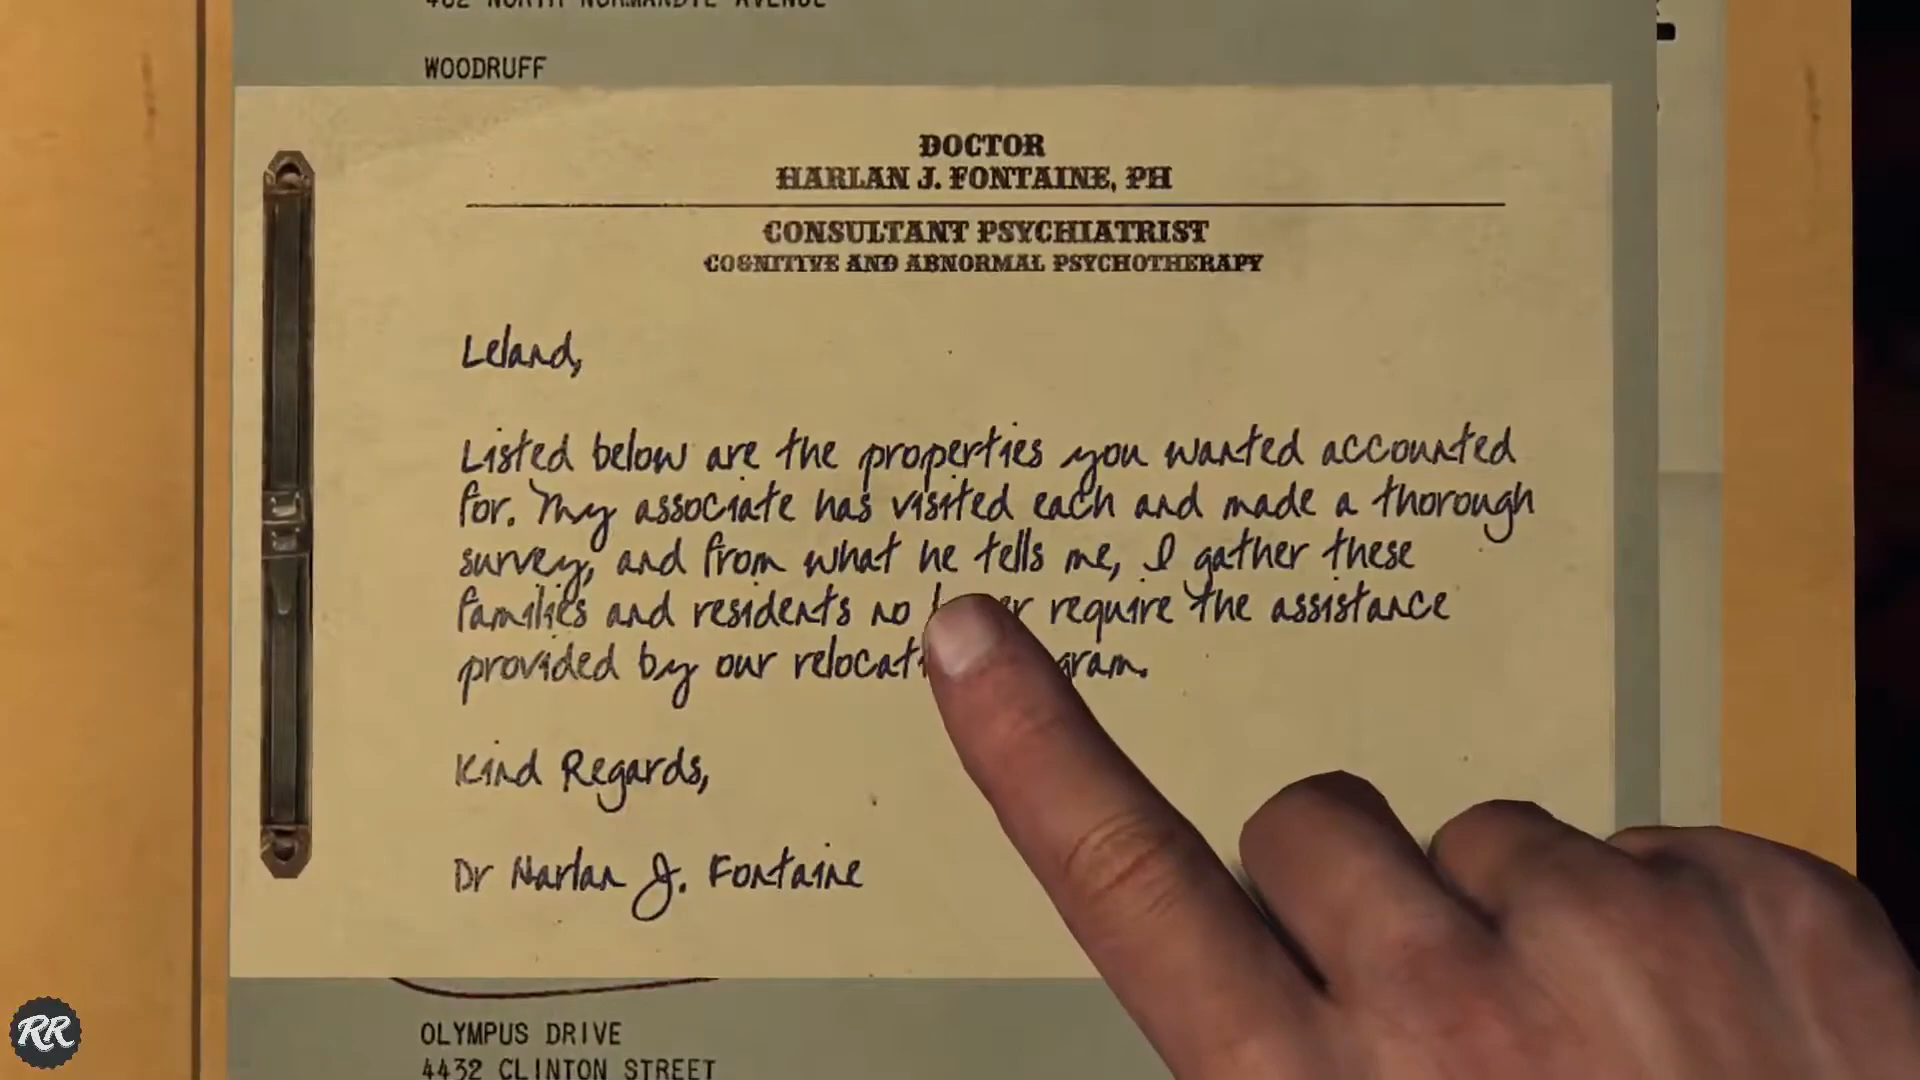 WOODRUFF
DOCTOR
HARLAN J. FONTAINE, PH
CONSULTANT PSYCHIATRIST
COGNITIVE AND ABNORMAL PSYCHOTHERAPY
Leland,
Listed below are the properties you wanted accounted
for. My associate has visited each and made a thorough
survey, and from what he tells me, I gather these
families and residents no require the assistance
provided by our
Kind Regards,
Dr Harlan J. Fontaine
OLYMPUS DRIVE
4432 CLINTON STREET
RR